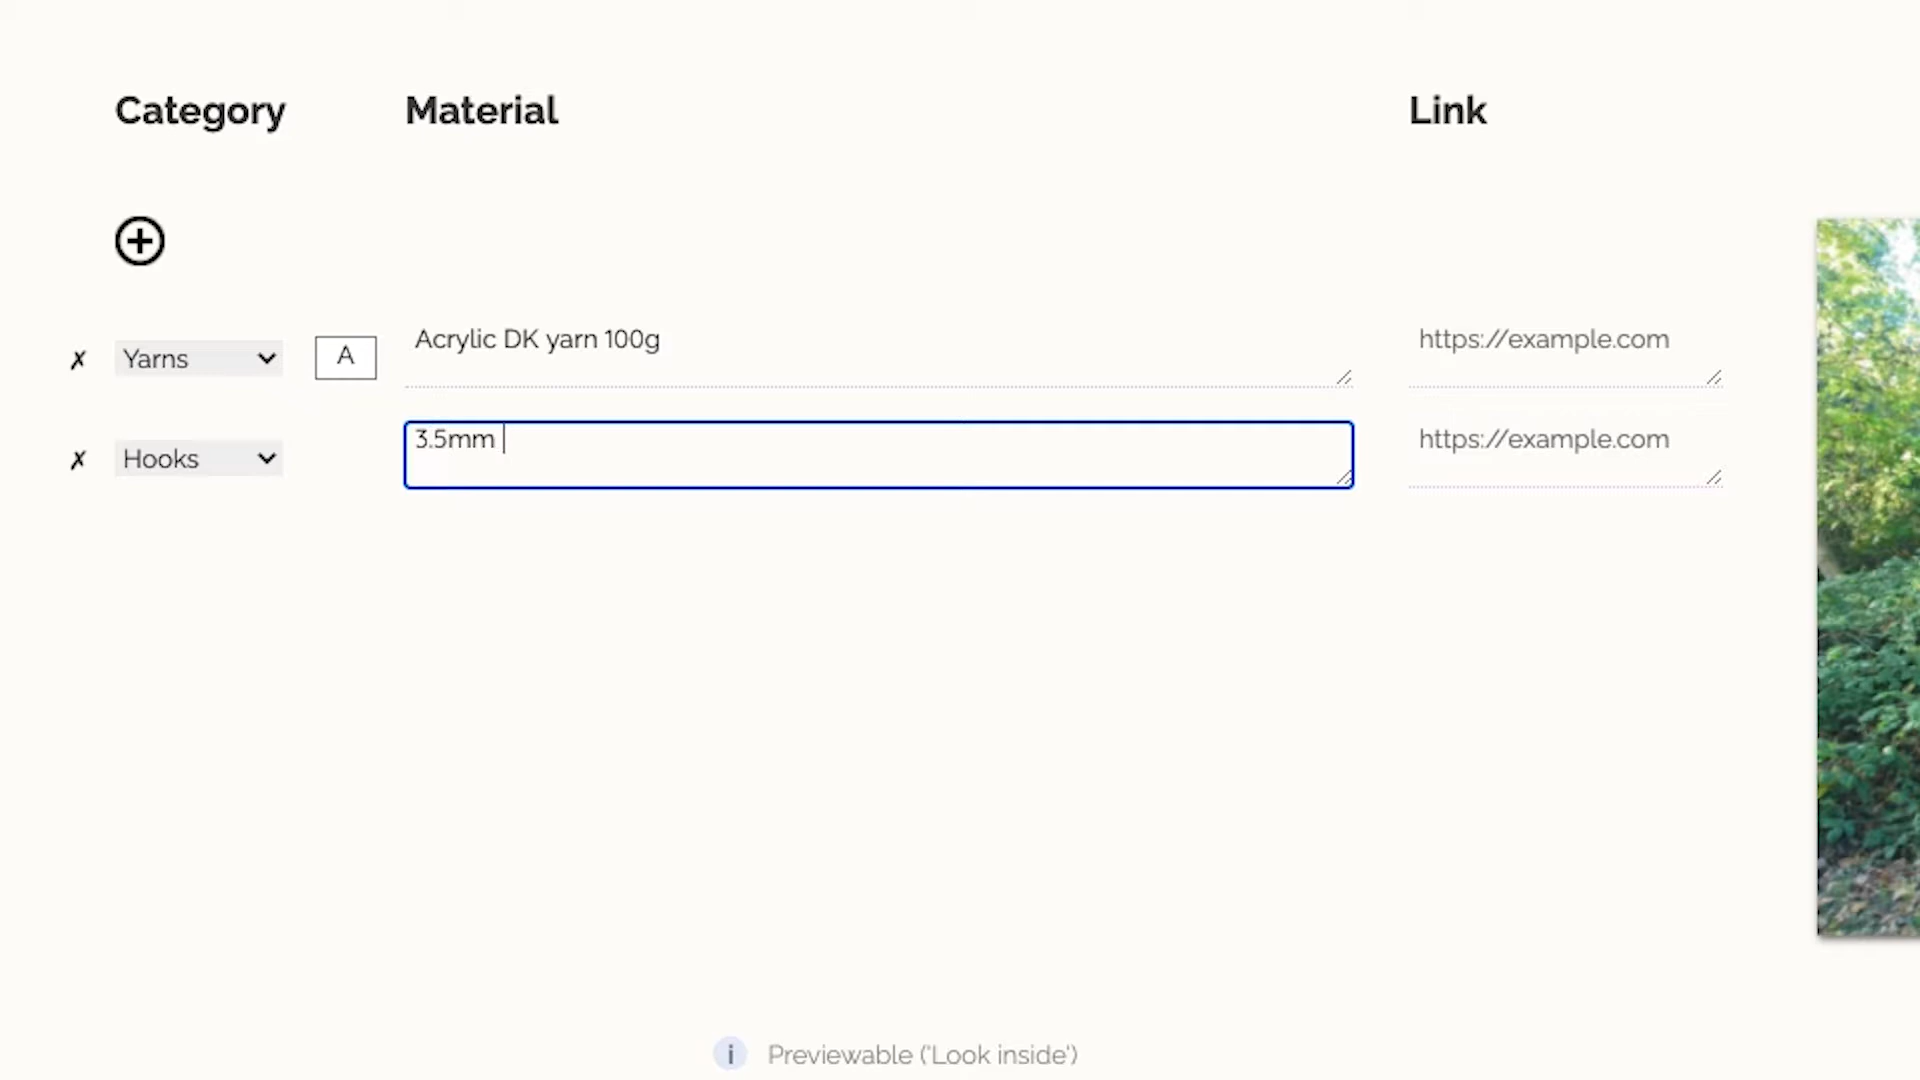 Category Material Link
✗ Yarns A Acrylic DK yarn 100g https://example.com
✗ Hooks 3.5mm https://example.com
i Previewable ('Look inside')